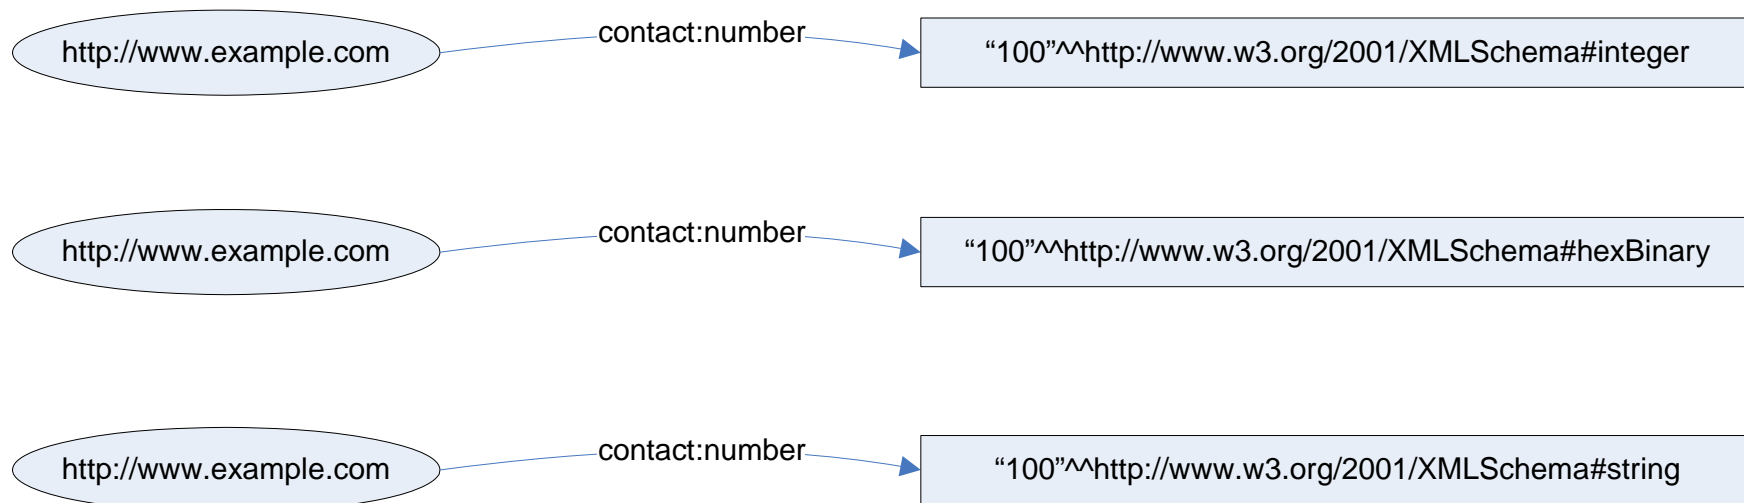 http://www.example.com contact:number “100”^^http://www.w3.org/2001/XMLSchema#integer
http://www.example.com contact:number “100”^^http://www.w3.org/2001/XMLSchema#hexBinary
http://www.example.com contact:number “100”^^http://www.w3.org/2001/XMLSchema#string